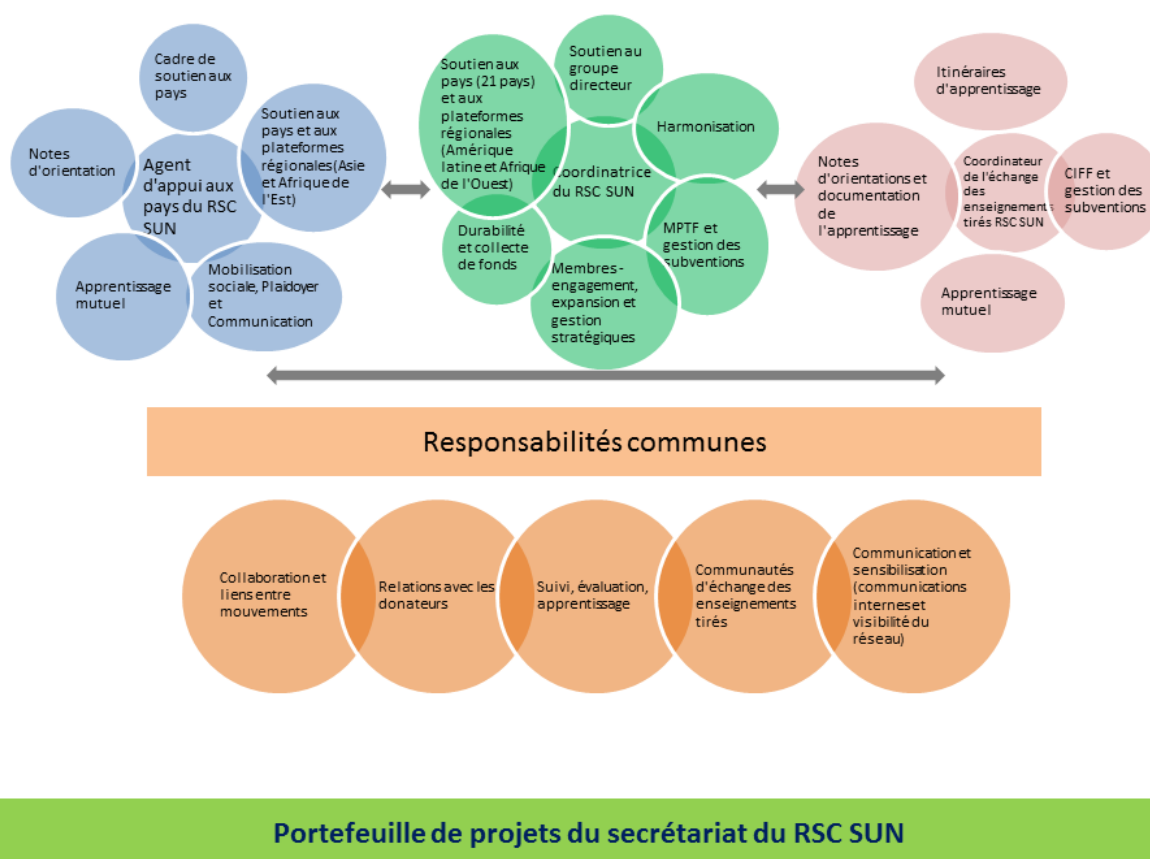 Cadre de
soutien aux
pays
Notes
d'orientation
Agent
d'appui aux
pays du RSC
SUN
Soutien aux
pays et aux
plateformes
régionales (Asie
et Afrique de
l'Est)
Apprentissage
mutuel
Mobilisation
sociale, Plaidoyer
et
Communication
Soutien aux
pays (21 pays)
et aux
plateformes
régionales
(Amérique
latine et Afrique
de l'Ouest)
Soutien au
groupe
directeur
Harmonisation
Coordinatrice
du RSC SUN
Durabilité
et collecte
de fonds
MPTF et
gestion des
subventions
Membres -
engagement,
expansion et
gestion
stratégiques
Itinéraires
d'apprentissage
Notes
d'orientations et
documentation
de
l'apprentissage
Coordinateur
de l'échange
des
enseignements
tirés RSC SUN
CIFF et
gestion des
subventions
Apprentissage
mutuel
Responsabilités communes
Collaboration et
liens entre
mouvements
Relations avec les
donateurs
Suivi, évaluation,
apprentissage
Communautés
d'échange des
enseignements
tirés
Communication et
sensibilisation
(communications
internes et
visibilité du
réseau)
Portefeuille de projets du secrétariat du RSC SUN